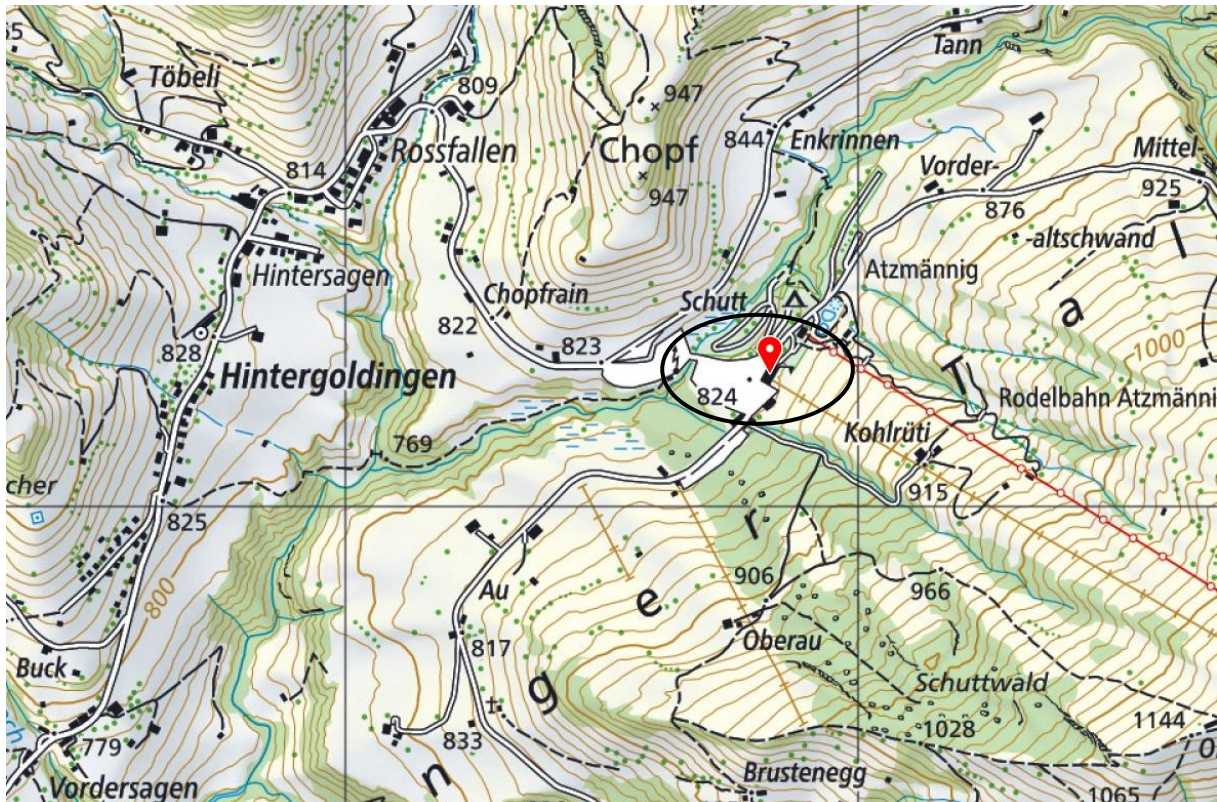 Töbeli
809
947
Tann
Rossfallen
Chopf
844
Enkrinnen
814
Vorder-
Mittel-
947
876
925
-altschwand
Hintersagen
Atzmännig
Chopfrain
Schutt
a
l
822
823
1000
828
Hintergoldingen
824
T
Rodelbahn Atzmänni
Kohlrüti
769
cher
915
825
r
906
800
Au
e
966
Oberau
817
Buck
g
Schuttwald
1028
1144
O
779
833
n
Brustenegg
Vordersagen
1065